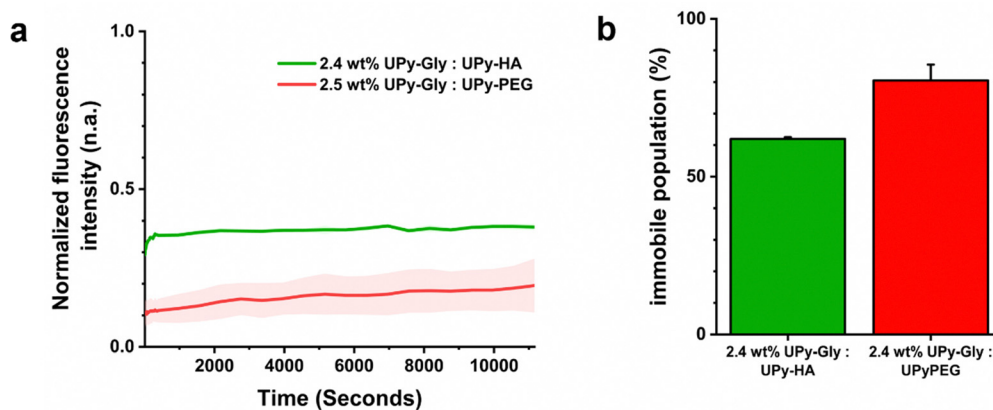 a
Normalized fluorescence
intensity (n.a.)
1.0
0.5
0.0
2.4 wt% UPy-Gly : UPy-HA
2.5 wt% UPy-Gly : UPy-PEG
2000 4000 6000 8000 10000
Time (Seconds)
b
immobile population (%)
100
50
0
2.4 wt% UPy-Gly :
UPy-HA
2.4 wt% UPy-Gly :
UPyPEG